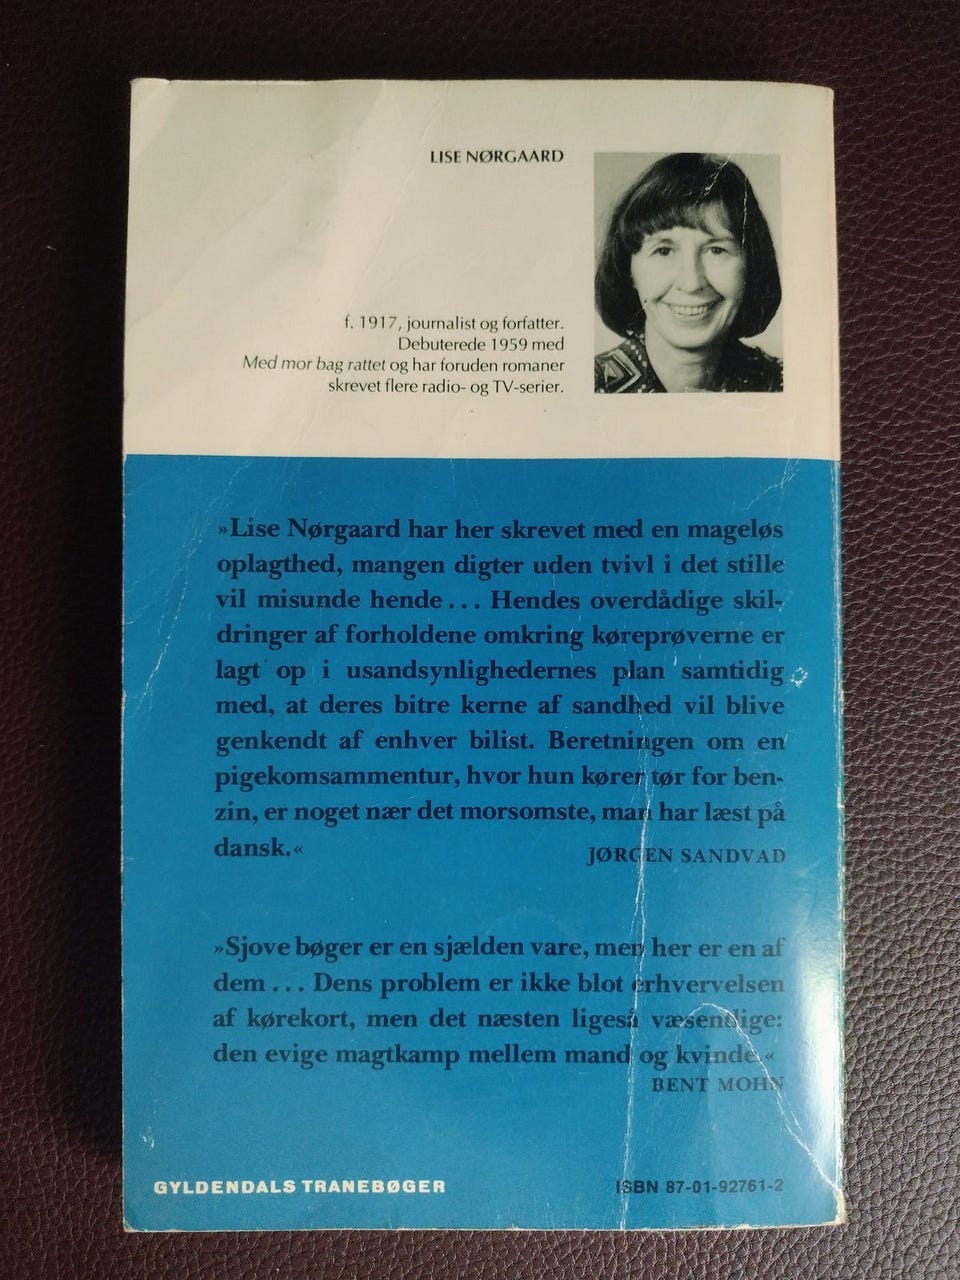 LISE NØRGAARD
f. 1917, journalist og forfatter.
Debuterede 1959 med
Med mor bag rattet og har foruden romaner
skrevet flere radio- og TV-serier.
»Lise Nørgaard har her skrevet med en mageløs
oplagthed, mangen digter uden tvivl i det stille
vil misunde hende... Hendes overdådige skil-
dringer af forholdene omkring køreprøverne er
lagt op i usandsynlighedernes plan samtidig
med, at deres bitre kerne af sandhed vil blive
genkendt af enhver bilist. Beretningen om en
pigekomsammentur, hvor hun kører tør for ben-
zin, er noget nær det morsomste, man har læst på
dansk.«
JØRGEN SANDVAD
»Sjove bøger er en sjælden vare, men her er en af
dem... Dens problem er ikke blot erhvervelsen
af kørekort, men det næsten ligeså væsentlige:
den evige magtkamp mellem mand og kvinde.«
BENT MOHN
GYLDENDALS TRANEBØGER
ISBN 87-01-92761-2